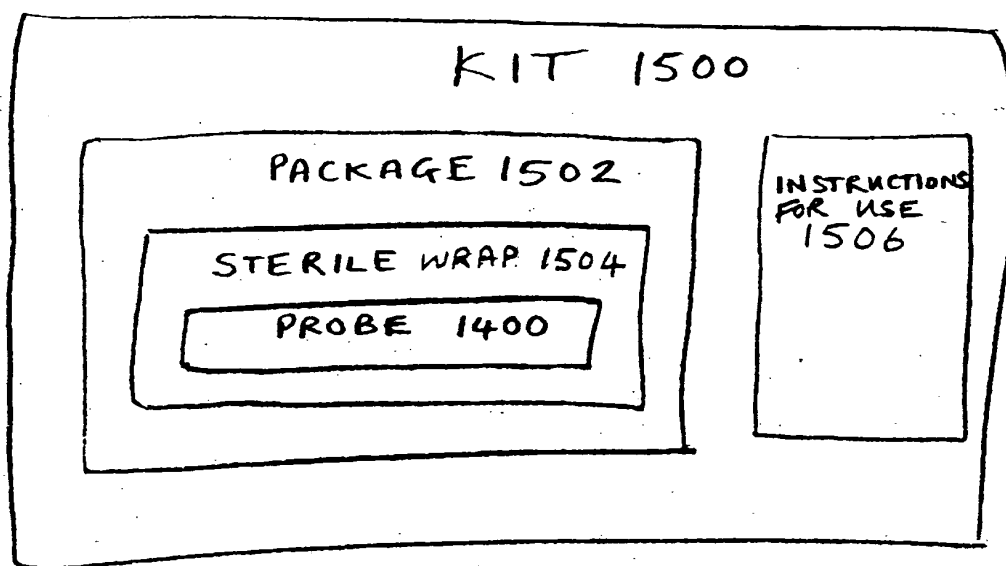 KIT 1500
PACKAGE 1502
STERILE WRAP 1504
PROBE 1400
INSTRUCTIONS
FOR USE
1506